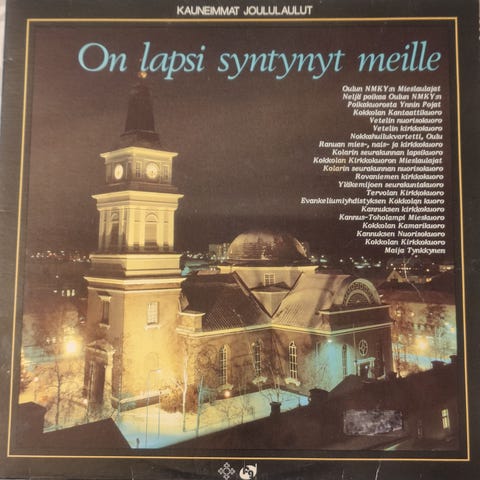 KAUNEIMMAT JOULULAULUT
On lapsi syntynyt meille
Oulun NMKY:n Mieslaulajat
Neljä poikaa Oulun NMKY:n
Poikakuorosta Ynnin Pojat
Kokkolan Kantaattikuoro
Vetelin nuorisokuoro
Vetelin kirkkokuoro
Nokkahuilukvartetti, Oulu
Ranuan mies-, nais- ja kirkkokuoro
Kolarin seurakunnan lapsikuoro
Kokkolan Kirkkokuoron Mieslaulajat
Kolarin seurakunnan nuorisokuoro
Rovaniemen kirkkokuoro
Yläkemijoen seurakuntakuoro
Tervolan Kirkkokuoro
Evankeliumiyhdistyksen Kokkolan kuoro
Kannuksen kirkkokuoro
Kannus-Toholampi Mieskuoro
Kokkolan Kamarikuoro
Kannuksen Nuorisokuoro
Kokkolan Kirkkokuoro
Maija Tynkkynen